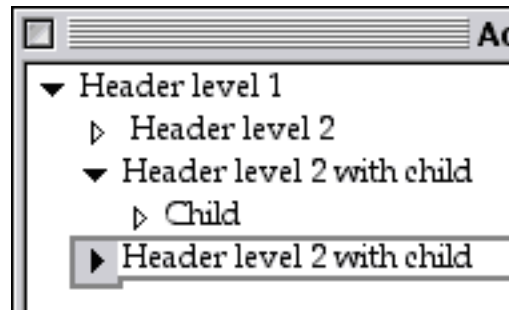 Ac
Header level 1
Header level 2
Header level 2 with child
Child
Header level 2 with child